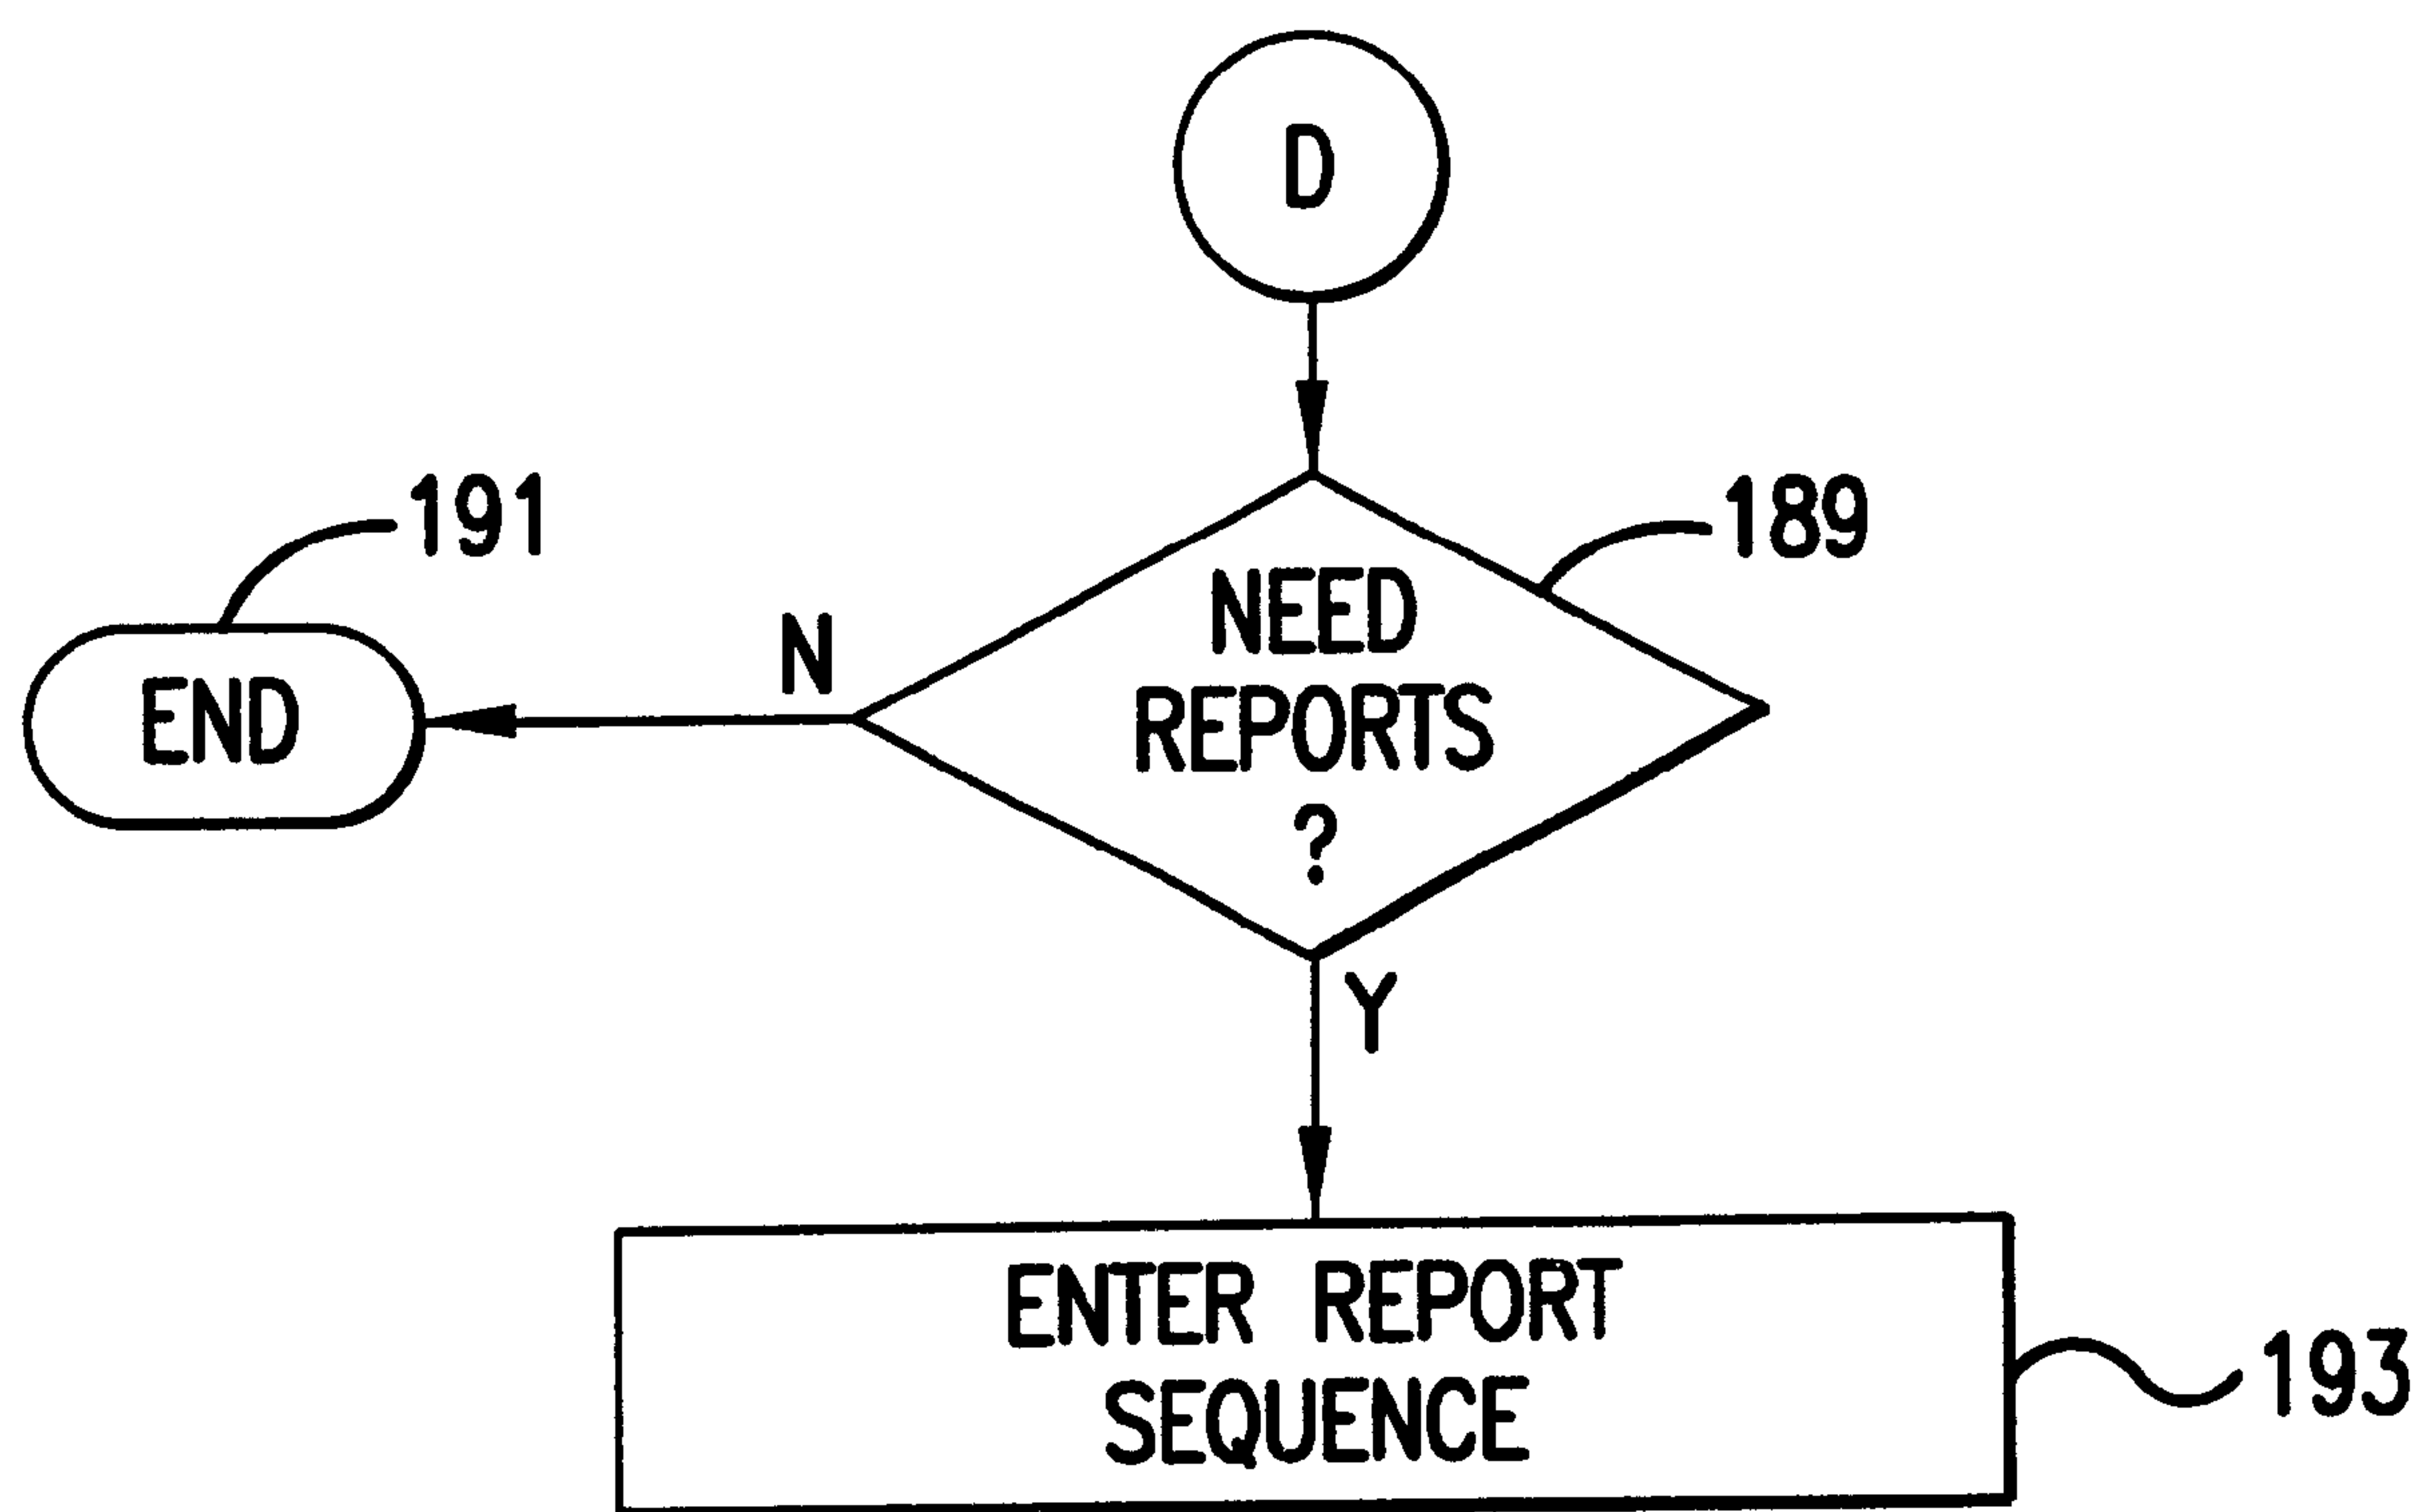 D
191
189
N
NEED
REPORTS
?
END
Y
ENTER REPORT
SEQUENCE
193